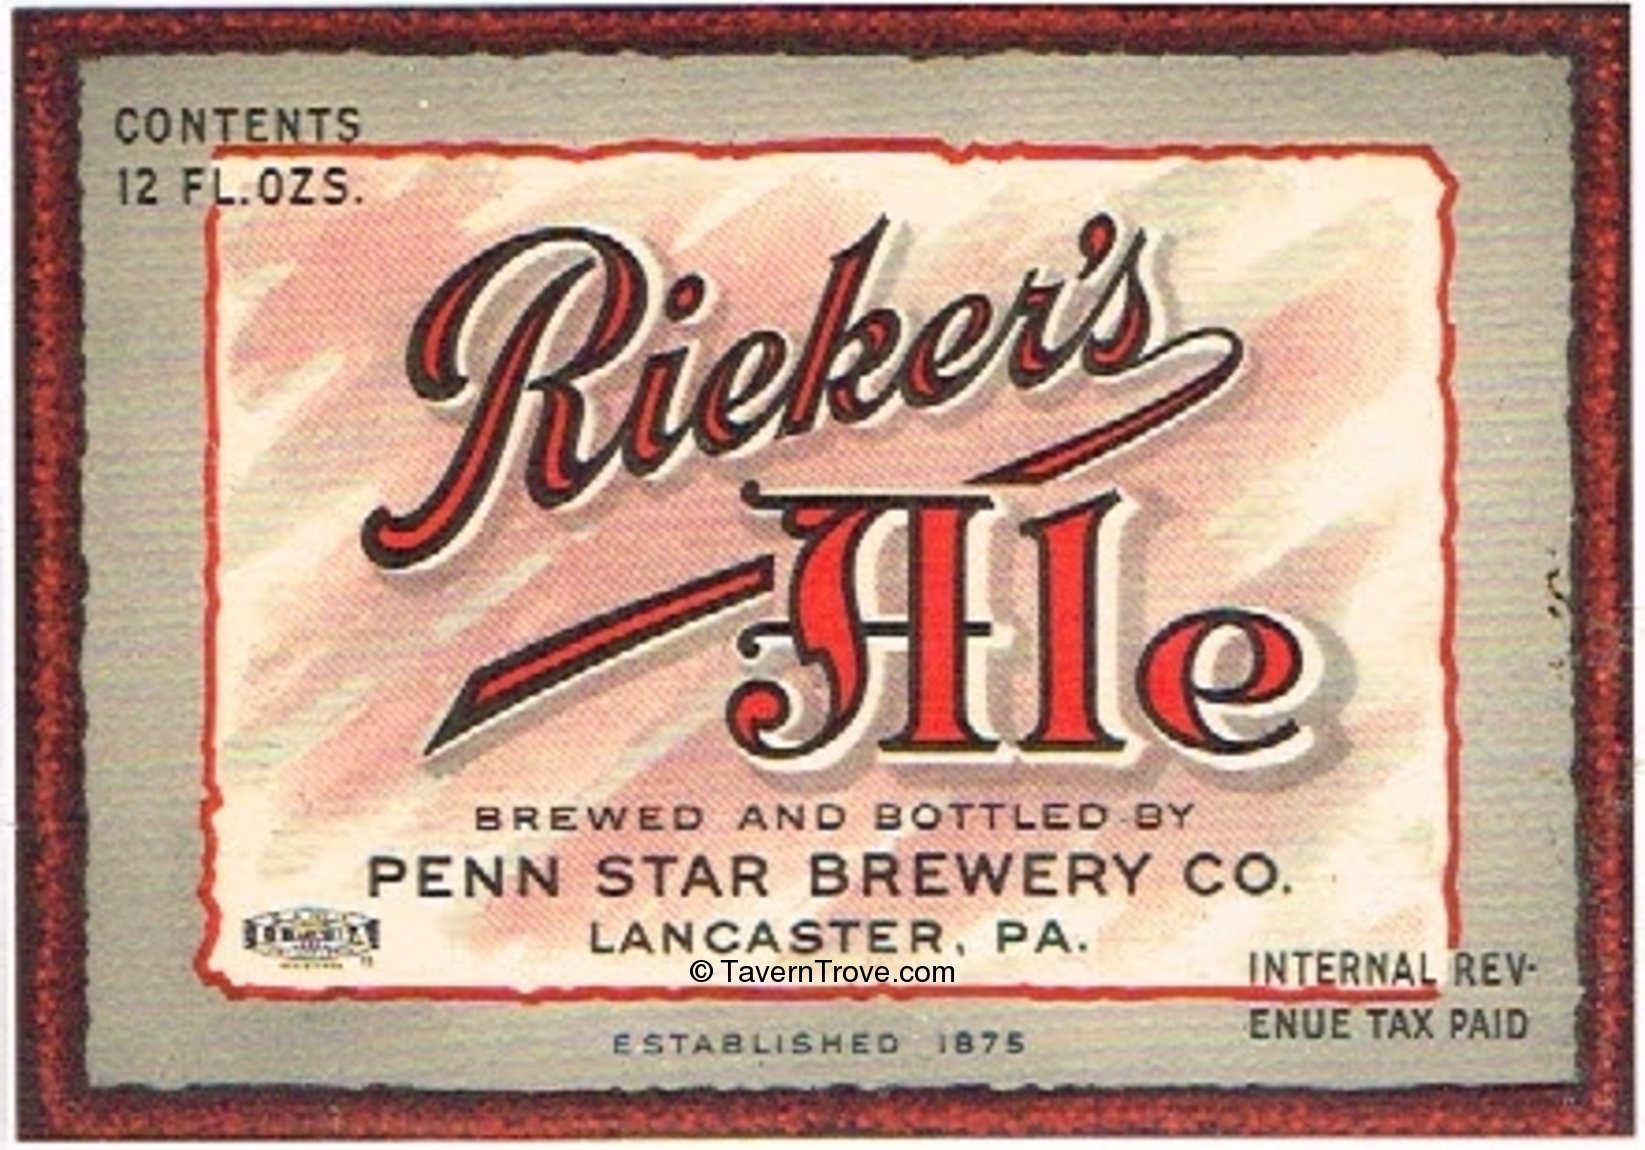 CONTENTS
12 FL. OZS.
Rieker's
Ale
BREWED AND BOTTLED BY
PENN STAR BREWERY CO.
LANCASTER, PA.
© TavernTrove.com
INTERNAL REV-
ENUE TAX PAID
ESTABLISHED 1875